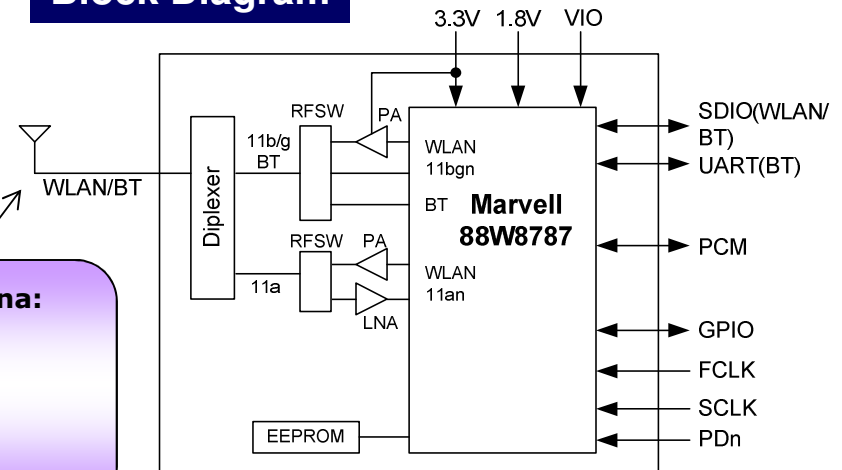 Block Diagram
3.3V 1.8V VIO
RFSW
PA
11b/g
BT
WLAN
11bgn
BT
Marvell
88W8787
SDIO(WLAN/
BT)
UART(BT)
WLAN/BT
Diplexer
RFSW
PA
11a
LNA
WLAN
11an
PCM
GPIO
FCLK
SCLK
PDn
EEPROM
na: